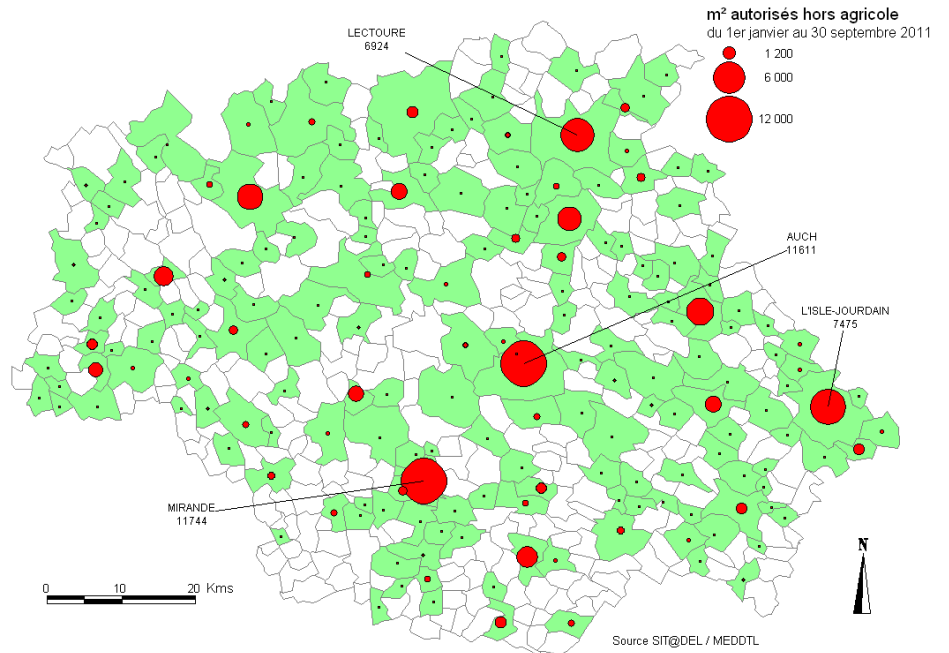 m² autorisés hors agricole
du 1er janvier au 30 septembre 2011
1 200
6 000
12 000
LECTOURE
6924
AUCH
11611
L'ISLE-JOURDAIN
7475
MIRANDE
11744
0 10 20 Kms
N
Source SIT@DEL / MEDDTL